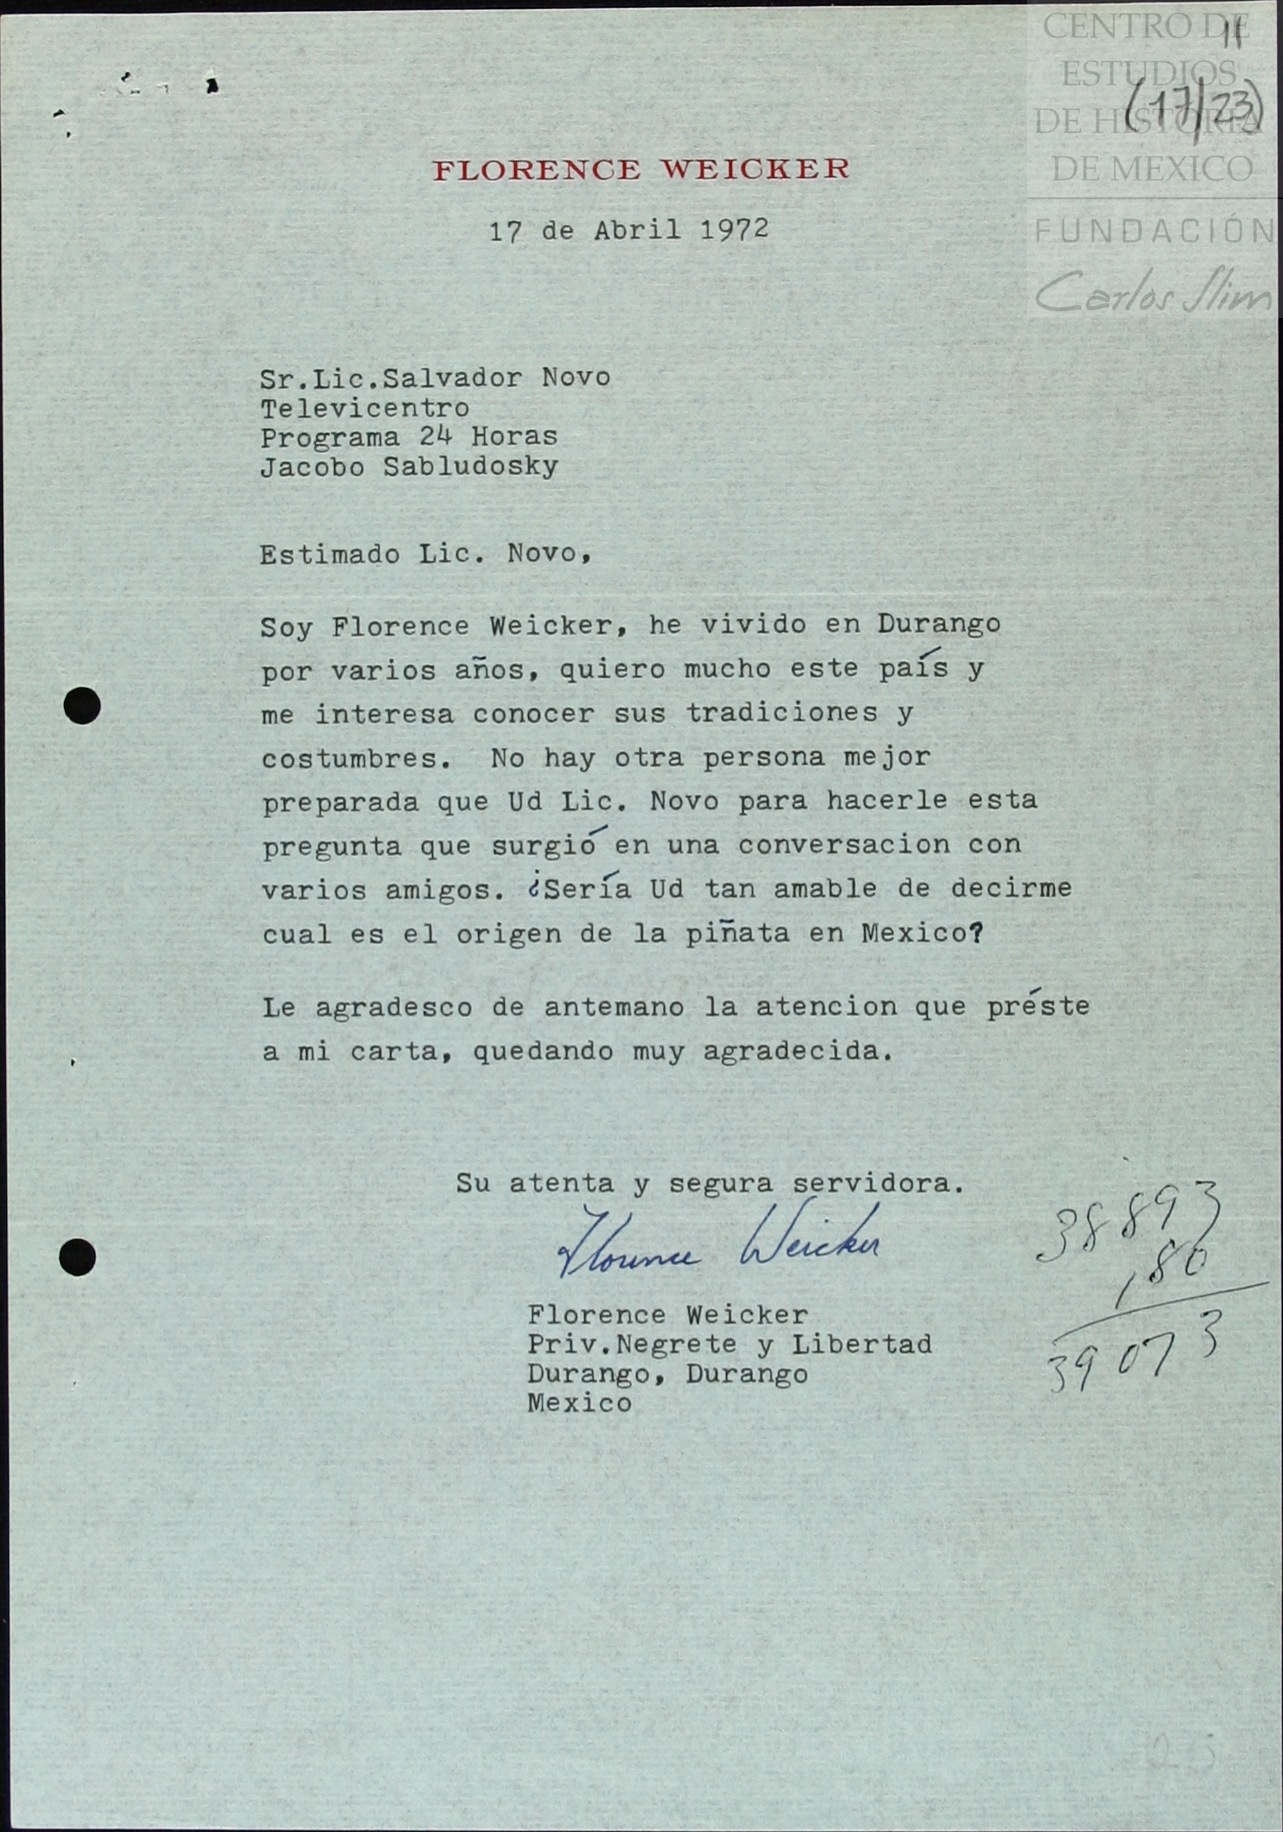 CENTRO DE
ESTUDIOS
DE HISTORIA
DE MEXICO
FUNDACIÓN
Carlos Slim
11
(17/23)
FLORENCE WEICKER
17 de Abril 1972
Sr.Lic.Salvador Novo
Televicentro
Programa 24 Horas
Jacobo Sabludosky
Estimado Lic. Novo,
Soy Florence Weicker, he vivido en Durango
por varios años, quiero mucho este país y
me interesa conocer sus tradiciones y
costumbres. No hay otra persona mejor
preparada que Ud Lic. Novo para hacerle esta
pregunta que surgió en una conversacion con
varios amigos. ¿Sería Ud tan amable de decirme
cual es el origen de la piñata en Mexico?
Le agradesco de antemano la atencion que préste
a mi carta, quedando muy agradecida.
Su atenta y segura servidora.
Florence Weicker
Florence Weicker
Priv.Negrete y Libertad
Durango, Durango
Mexico
38893
180
39073